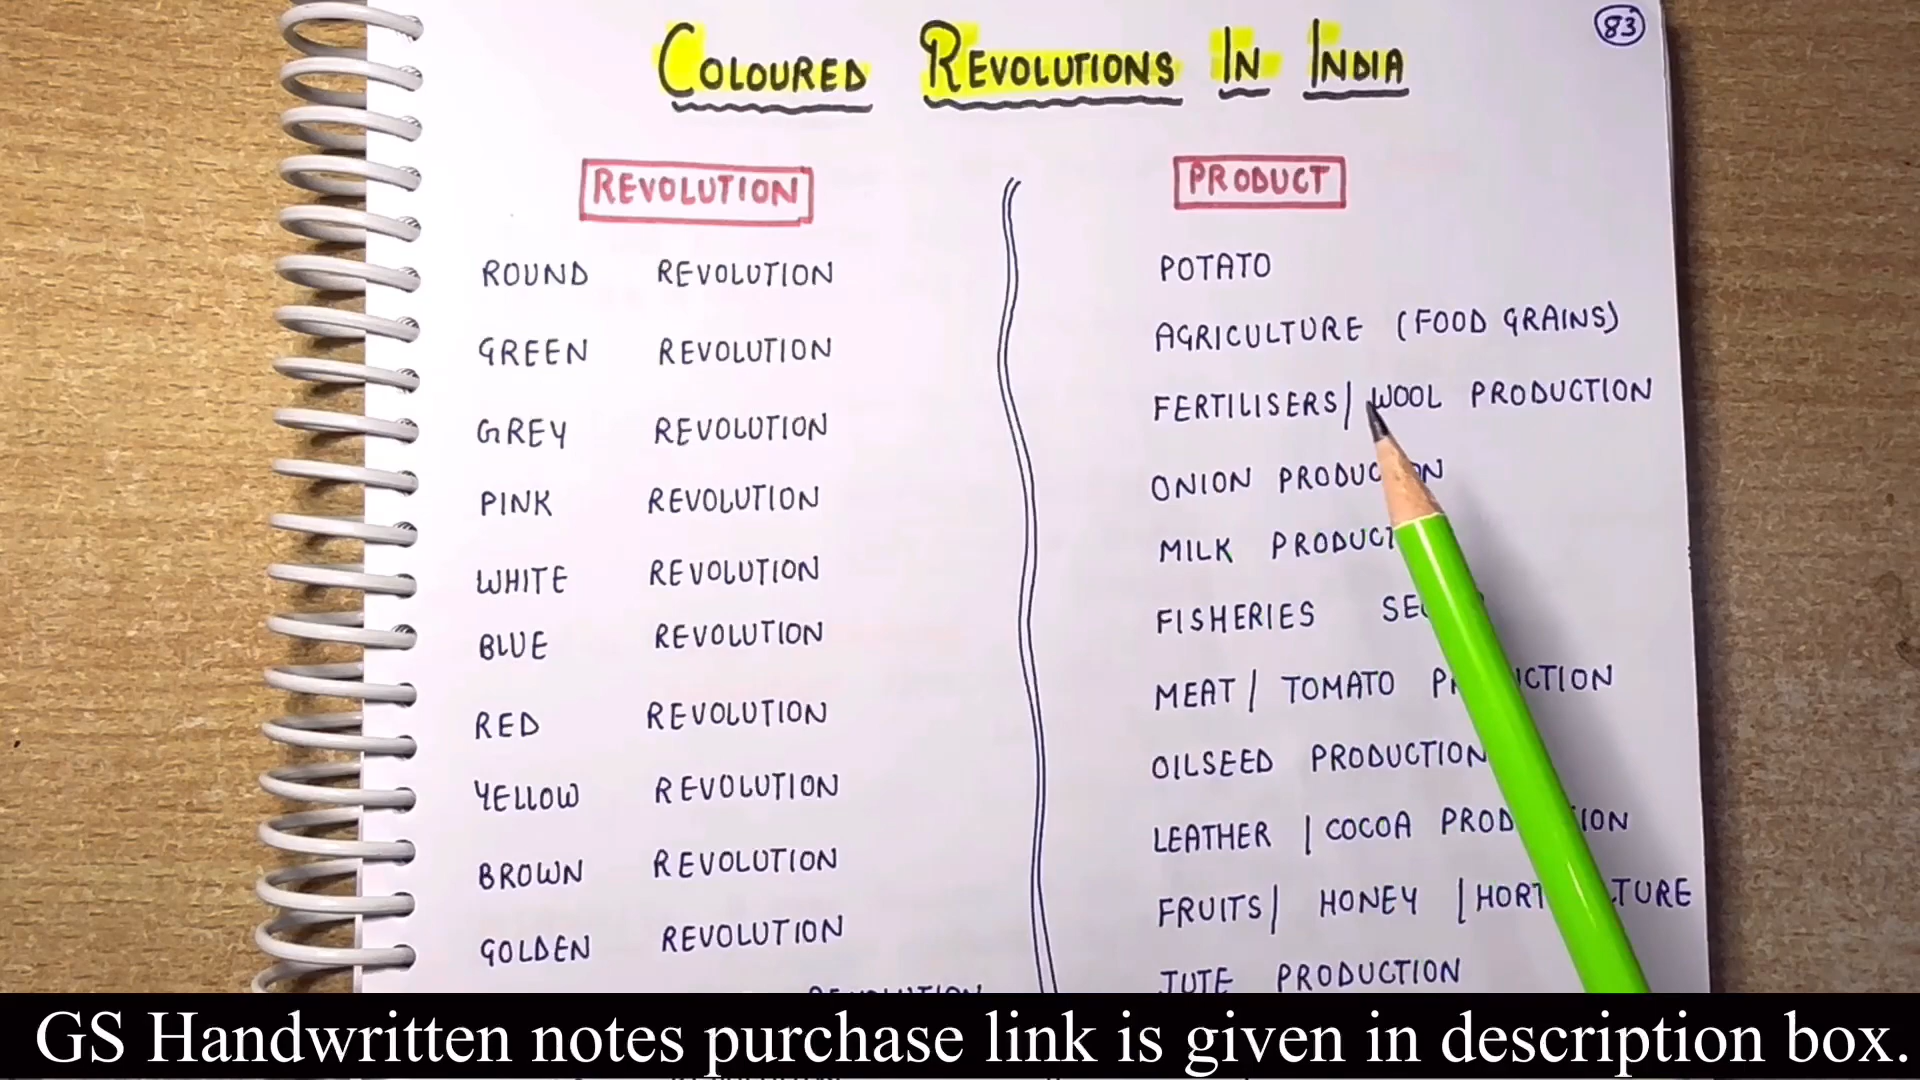 83
COLOURED REVOLUTIONS IN INDIA
REVOLUTION PRODUCT
ROUND REVOLUTION POTATO
GREEN REVOLUTION AGRICULTURE (FOOD GRAINS)
GREY REVOLUTION FERTILISERS/ WOOL PRODUCTION
PINK REVOLUTION ONION
WHITE REVOLUTION MILK
BLUE REVOLUTION FISHERIES
RED REVOLUTION MEAT / TOMATO
YELLOW REVOLUTION OILSEED PRODUCTION
BROWN REVOLUTION LEATHER / COCOA
GOLDEN REVOLUTION FRUITS/ HONEY /
REVOLUTION JUTE PRODUCTION
GS Handwritten notes purchase link is given in description box.